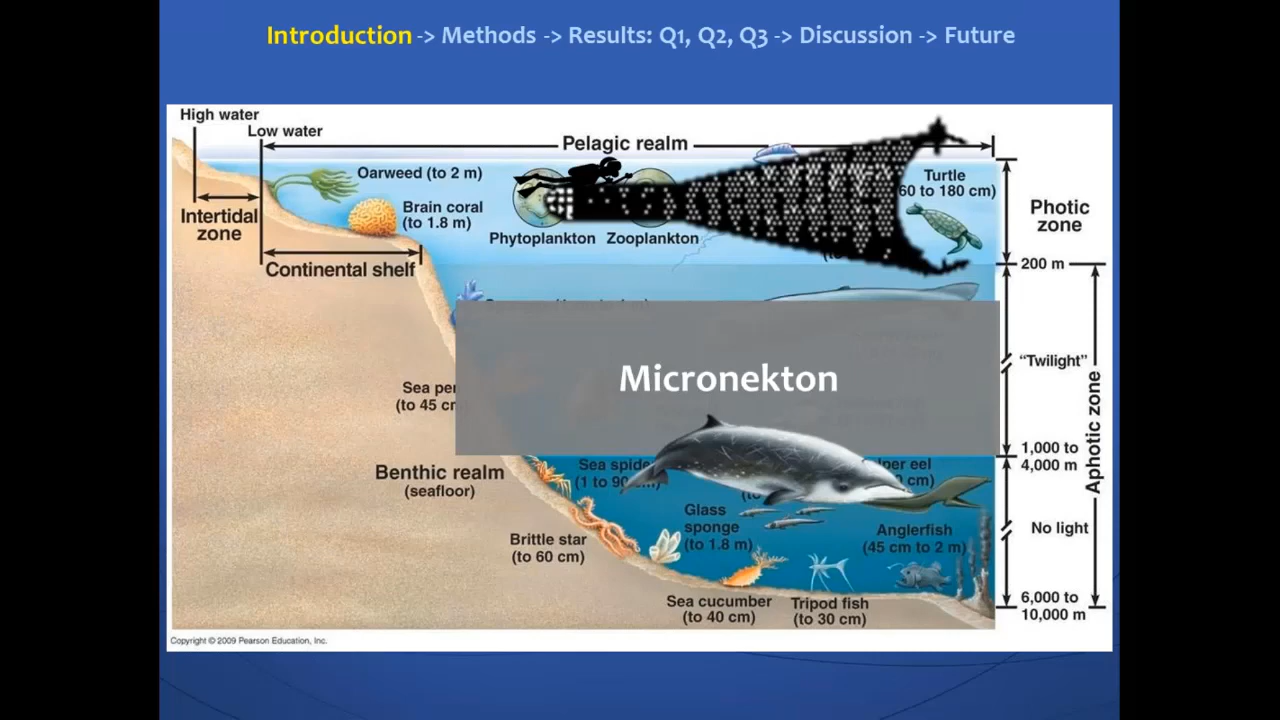 Introduction -> Methods -> Results: Q1, Q2, Q3 -> Discussion -> Future
High water
Low water
Pelagic realm
Oarweed (to 2 m)
Turtle
60 to 180 cm)
Brain coral
(to 1.8 m)
Intertidal
zone
Photic
zone
Phytoplankton
Zooplankton
Continental shelf
200 m
"Twilight"
Micronekton
Sea pen
(to 45 cm
Aphotic zone
1,000 to
4,000 m
Benthic realm
(seafloor)
Sea spide
(1 to 90
lper eel
cm)
Glass
sponge
(to 1.8 m)
Anglerfish
(45 cm to 2 m)
No light
Brittle star
(to 60 cm)
Sea cucumber
(to 40 cm)
Tripod fish
(to 30 cm)
6,000 to
10,000 m
Copyright © 2009 Pearson Education, Inc.